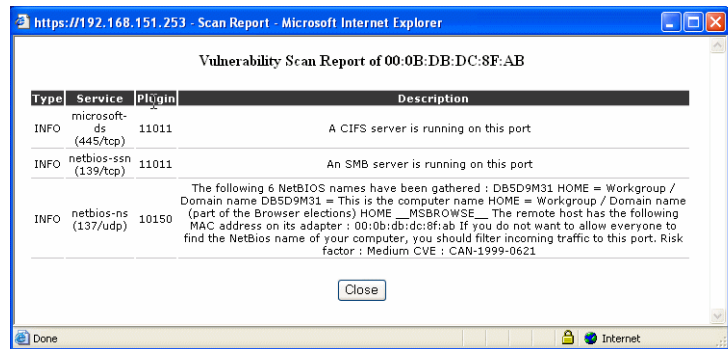 https://192.168.151.253 - Scan Report - Microsoft Internet Explorer
Vulnerability Scan Report of 00:0B:DB:DC:8F:AB
Type Service Plugin Description
INFO
microsoft-
ds
(445/tcp)
11011
A CIFS server is running on this port
INFO
netbios-ssn
(139/tcp)
11011
An SMB server is running on this port
INFO
netbios-ns
(137/udp)
10150
The following 6 NetBIOS names have been gathered : DB5D9M31 HOME = Workgroup /
Domain name DB5D9M31 = This is the computer name HOME = Workgroup / Domain name
(part of the Browser elections) HOME __MSBROWSE__ The remote host has the following
MAC address on its adapter : 00:0b:db:dc:8f:ab If you do not want to allow everyone to
find the NetBios name of your computer, you should filter incoming traffic to this port. Risk
factor : Medium CVE : CAN-1999-0621
Close
Done
Internet